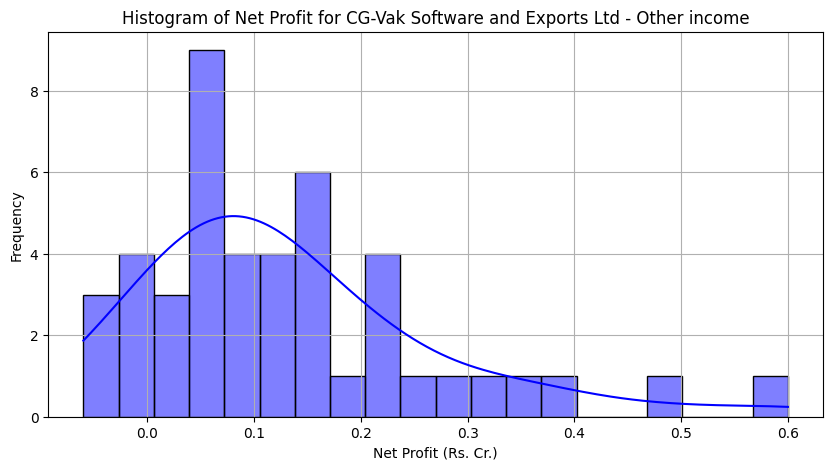 Histogram of Net Profit for CG-Vak Software and Exports Ltd - Other income
Frequency
8
6
4
2
0
0.0 0.1 0.2 0.3 0.4 0.5 0.6
Net Profit (Rs. Cr.)